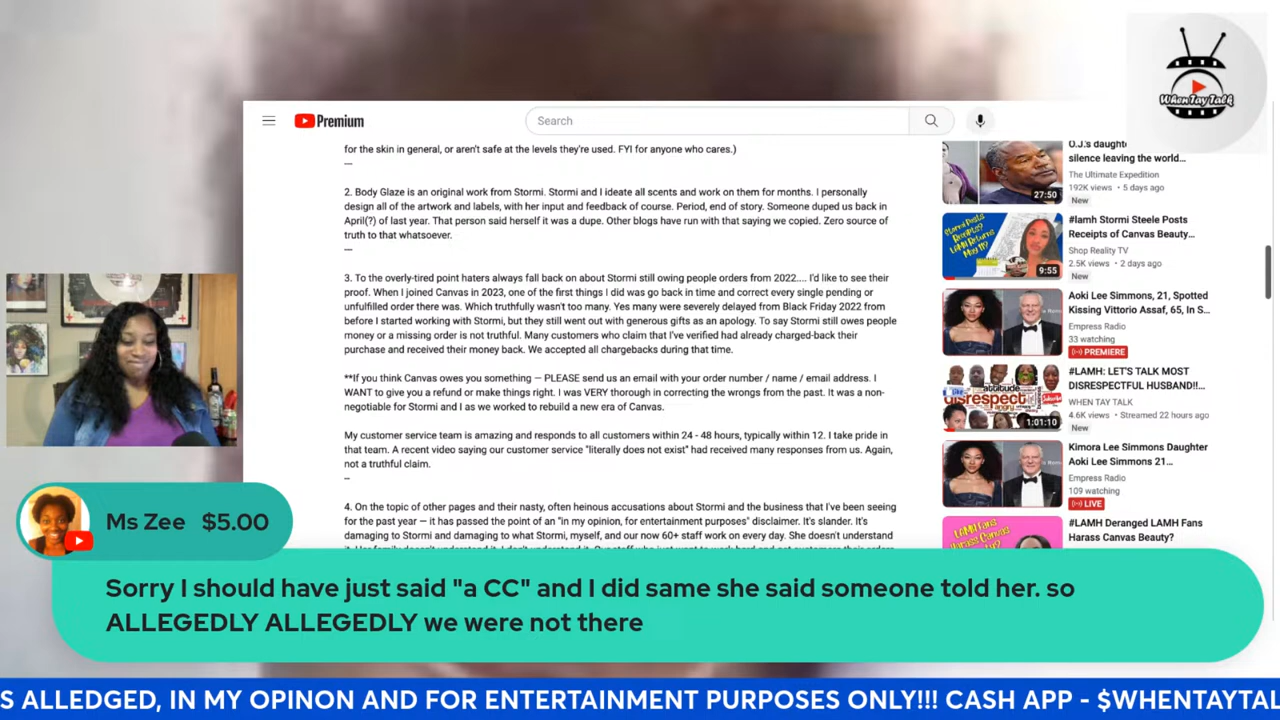 WhenTayTalk
Premium
Search
for the skin in general, or aren't safe at the levels they're used. FYI for anyone who cares.)
---
2. Body Glaze is an original work from Stormi. Stormi and I ideate all scents and work on them for months. I personally
design all of the artwork and labels, with her input and feedback of course. Period, end of story. Someone duped us back in
April(?) of last year. That person said herself it was a dupe. Other blogs have run with that saying we copied. Zero source of
truth to that whatsoever.
---
3. To the overly-tired point haters always fall back on about Stormi still owing people orders from 2022.... I'd like to see their
proof. When I joined Canvas in 2023, one of the first things I did was go back in time and correct every single pending or
unfulfilled order there was. Which truthfully wasn't too many. Yes many were severely delayed from Black Friday 2022 from
before I started working with Stormi, but they still went out with generous gifts as an apology. To say Stormi still owes people
money or a missing order is not truthful. Many customers who claim that I've verified had already charged-back their
purchase and received their money back. We accepted all chargebacks during that time.
**If you think Canvas owes you something — PLEASE send us an email with your order number / name / email address. I
WANT to give you a refund or make things right. I was VERY thorough in correcting the wrongs from the past. It was a non-
negotiable for Stormi and I as we worked to rebuild a new era of Canvas.
My customer service team is amazing and responds to all customers within 24 - 48 hours, typically within 12. I take pride in
that team. A recent video saying our customer service "literally does not exist" had received many responses from us. Again,
not a truthful claim.
--
4. On the topic of other pages and their nasty, often heinous accusations about Stormi and the business that I've been seeing
for the past year — it has passed the point of an "in my opinion, for entertainment purposes" disclaimer. It's slander. It's
damaging to Stormi and damaging to what Stormi, myself, and our now 60+ staff work on every day. She doesn't understand
O.J.'s daught
silence leaving the world...
The Ultimate Expedition
192K views • 5 days ago
New
27:50
#lamh Stormi Steele Posts
Receipts of Canvas Beauty...
Shop Reality TV
2.5K views • 2 days ago
New
9:55
Aoki Lee Simmons, 21, Spotted
Kissing Vittorio Assaf, 65, In S...
Empress Radio
33 watching
PREMIERE
#LAMH: LET'S TALK MOST
DISRESPECTFUL HUSBAND!!...
WHEN TAY TALK
4.6K views • Streamed 22 hours ago
New
1:01:10
Kimora Lee Simmons Daughter
Aoki Lee Simmons 21...
Empress Radio
109 watching
LIVE
#LAMH Deranged LAMH Fans
Harass Canvas Beauty?
Ms Zee $5.00
Sorry I should have just said "a CC" and I did same she said someone told her. so
ALLEGEDLY ALLEGEDLY we were not there
S ALLEDGED, IN MY OPINON AND FOR ENTERTAINMENT PURPOSES ONLY!!! CASH APP - $WHENTAYTAL